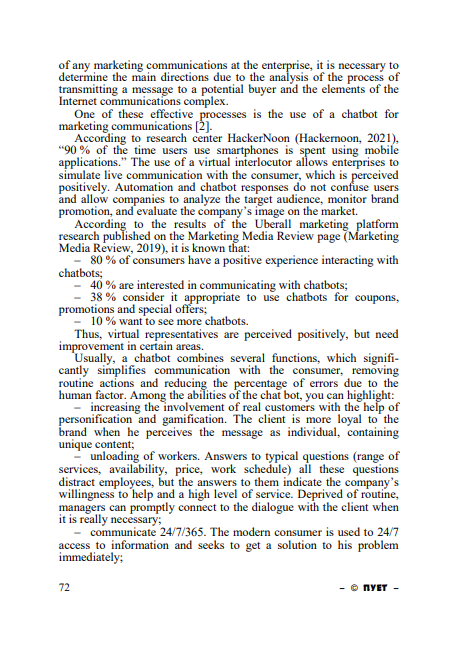 of any marketing communications at the enterprise, it is necessary to
determine the main directions due to the analysis of the process of
transmitting a message to a potential buyer and the elements of the
Internet communications complex.
One of these effective processes is the use of a chatbot for
marketing communications [2].
According to research center HackerNoon (Hackernoon, 2021),
“90 % of the time users use smartphones is spent using mobile
applications.” The use of a virtual interlocutor allows enterprises to
simulate live communication with the consumer, which is perceived
positively. Automation and chatbot responses do not confuse users
and allow companies to analyze the target audience, monitor brand
promotion, and evaluate the company’s image on the market.
According to the results of the Uberall marketing platform
research published on the Marketing Media Review page (Marketing
Media Review, 2019), it is known that:
– 80 % of consumers have a positive experience interacting with
chatbots;
– 40 % are interested in communicating with chatbots;
– 38 % consider it appropriate to use chatbots for coupons,
promotions and special offers;
– 10 % want to see more chatbots.
Thus, virtual representatives are perceived positively, but need
improvement in certain areas.
Usually, a chatbot combines several functions, which signifi-
cantly simplifies communication with the consumer, removing
routine actions and reducing the percentage of errors due to the
human factor. Among the abilities of the chat bot, you can highlight:
– increasing the involvement of real customers with the help of
personification and gamification. The client is more loyal to the
brand when he perceives the message as individual, containing
unique content;
– unloading of workers. Answers to typical questions (range of
services, availability, price, work schedule) all these questions
distract employees, but the answers to them indicate the company’s
willingness to help and a high level of service. Deprived of routine,
managers can promptly connect to the dialogue with the client when
it is really necessary;
– communicate 24/7/365. The modern consumer is used to 24/7
access to information and seeks to get a solution to his problem
immediately;
72 – © ПУЕТ –